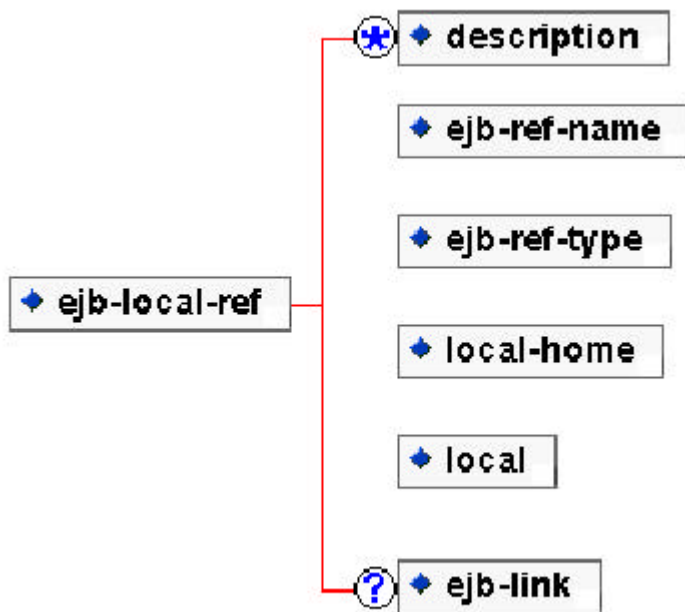 description
ejb-ref-name
ejb-ref-type
ejb-local-ref
local-home
local
?
ejb-link